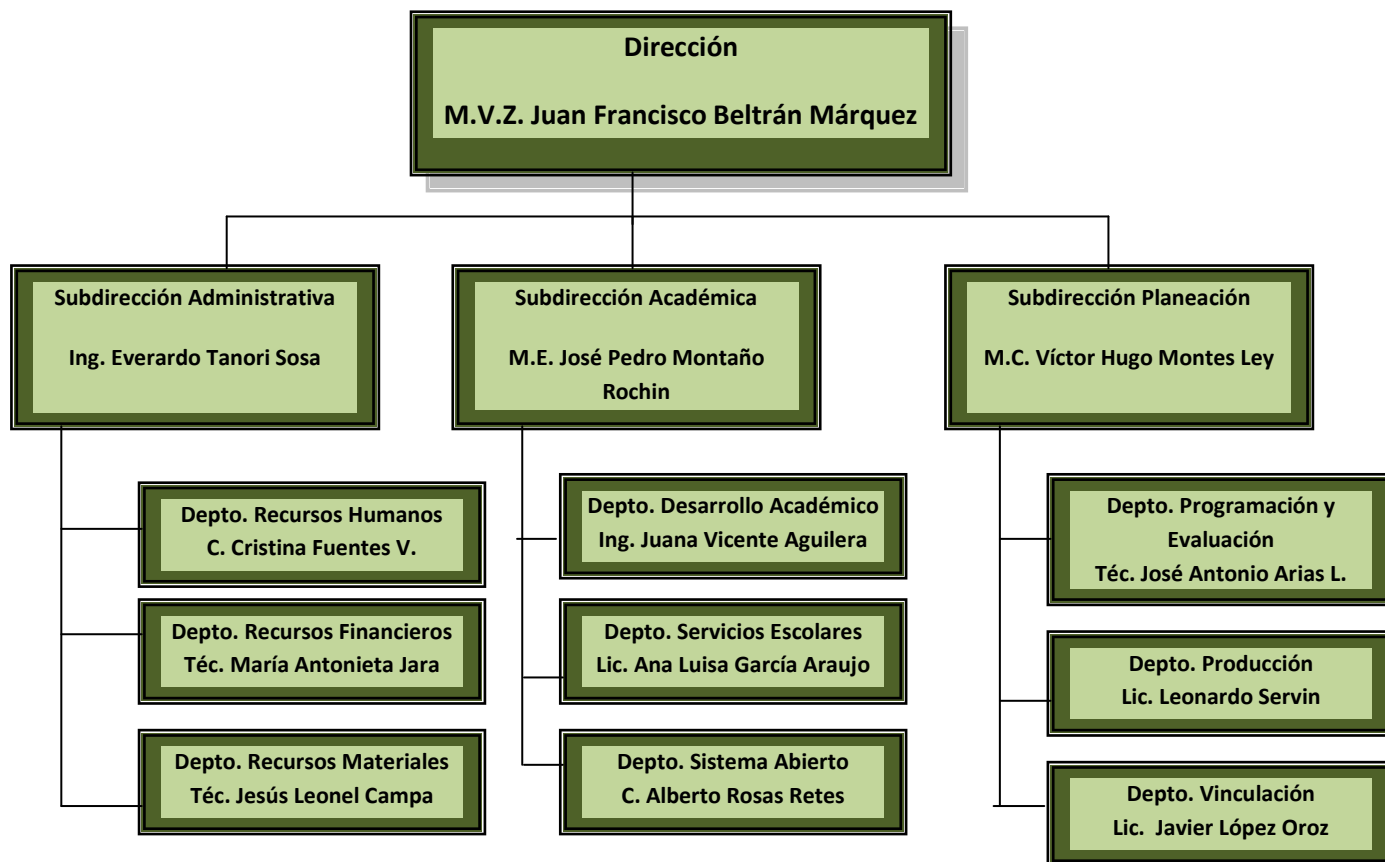 Dirección
M.V.Z. Juan Francisco Beltrán Márquez
Subdirección Administrativa
Ing. Everardo Tanori Sosa
Subdirección Académica
M.E. José Pedro Montaño
Rochin
Subdirección Planeación
M.C. Víctor Hugo Montes Ley
Depto. Recursos Humanos
C. Cristina Fuentes V.
Depto. Recursos Financieros
Téc. María Antonieta Jara
Depto. Recursos Materiales
Téc. Jesús Leonel Campa
Depto. Desarrollo Académico
Ing. Juana Vicente Aguilera
Depto. Servicios Escolares
Lic. Ana Luisa García Araujo
Depto. Sistema Abierto
C. Alberto Rosas Retes
Depto. Programación y
Evaluación
Téc. José Antonio Arias L.
Depto. Producción
Lic. Leonardo Servin
Depto. Vinculación
Lic. Javier López Oroz